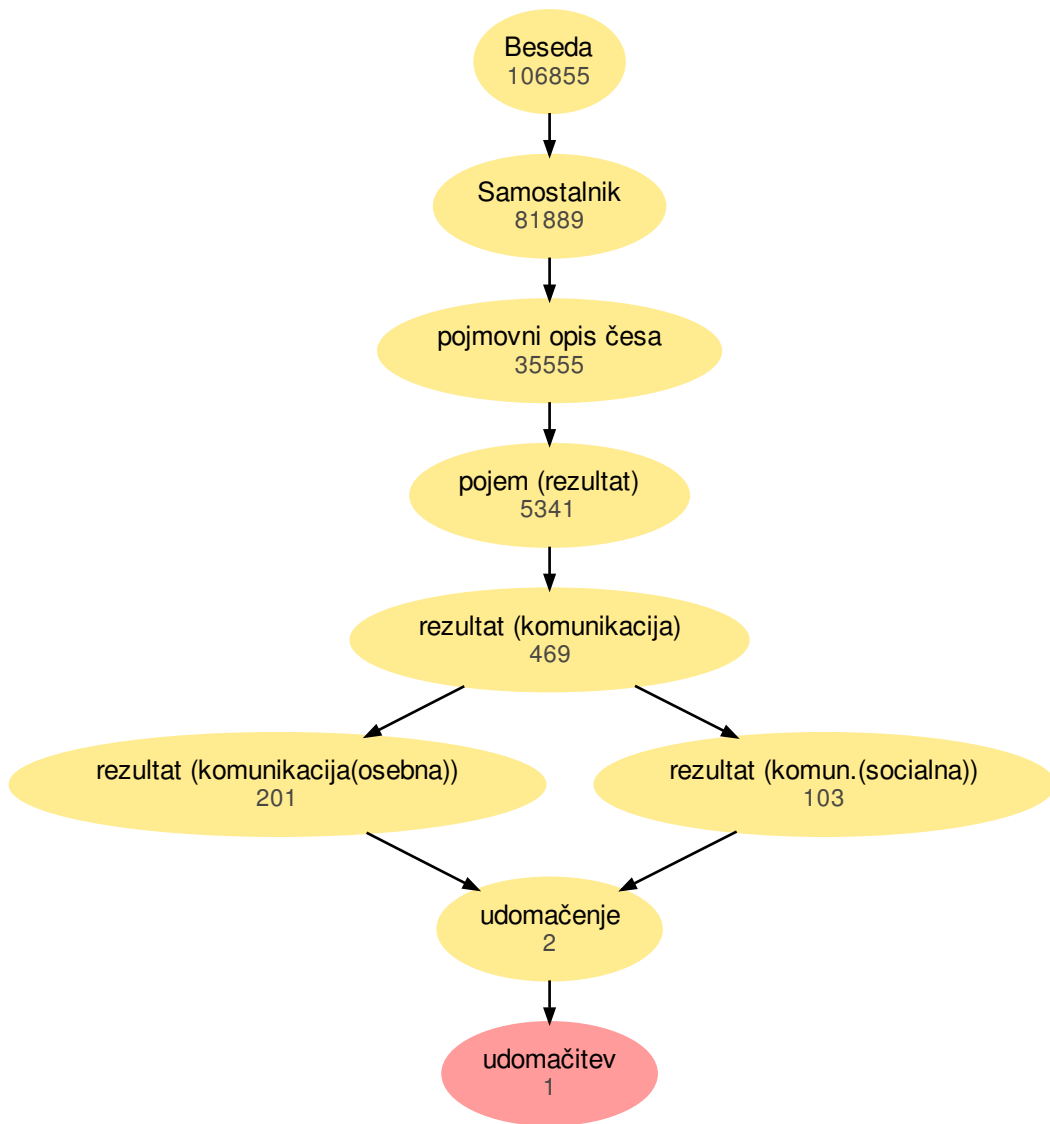 Beseda
106855
Samostalnik
81889
pojmovni opis česa
35555
pojem (rezultat)
5341
rezultat (komunikacija)
469
rezultat (komunikacija(osebna))
201
rezultat (komun.(socialna))
103
udomačenje
2
udomačitev
1